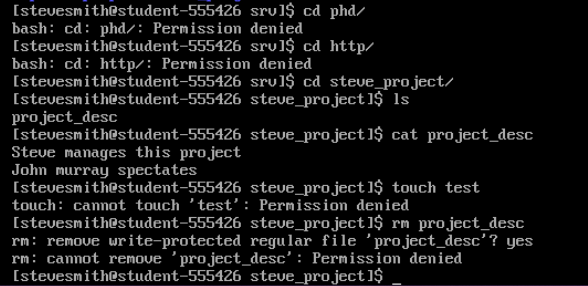 [stevesmith@student-555426 srv]$ cd phd/
bash: cd: phd/: Permission denied
[stevesmith@student-555426 srv]$ cd http/
bash: cd: http/: Permission denied
[stevesmith@student-555426 srv]$ cd steve_project/
[stevesmith@student-555426 steve_project]$ ls
project_desc
[stevesmith@student-555426 steve_project]$ cat project_desc
Steve manages this project
John murray spectates
[stevesmith@student-555426 steve_project]$ touch test
touch: cannot touch 'test': Permission denied
[stevesmith@student-555426 steve_project]$ rm project_desc
rm: remove write-protected regular file 'project_desc'? yes
rm: cannot remove 'project_desc': Permission denied
[stevesmith@student-555426 steve_project]$ _